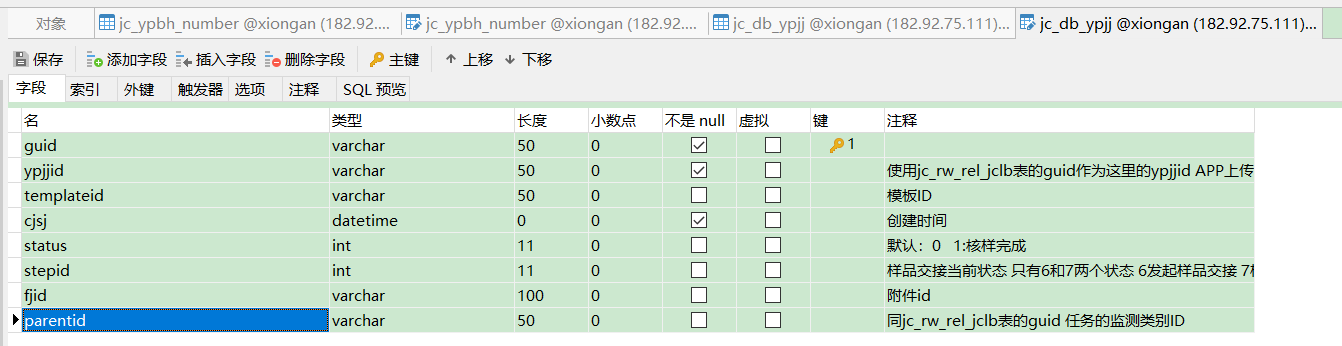 对象 jc_ypbh_number @xiongan (182.92.... jc_ypbh_number @xiongan (182.92.... jc_db_ypjj @xiongan (182.92.75.111)... jc_db_ypjj @xiongan (182.92.75.111)...
保存 添加字段 插入字段 删除字段 主键 上移 下移
字段 索引 外键 触发器 选项 注释 SQL 预览
名 类型 长度 小数点 不是 null 虚拟 键 注释
guid varchar 50 0 1
ypjjid varchar 50 0 使用jc_rw_rel_jclb表的guid作为这里的ypjjid APP上传
templateid varchar 50 0 模板ID
cjsj datetime 0 0 创建时间
status int 11 0 默认：0 1:核样完成
stepid int 11 0 样品交接当前状态 只有6和7两个状态 6发起样品交接 7
fjid varchar 100 0 附件id
parentid varchar 50 0 同jc_rw_rel_jclb表的guid 任务的监测类别ID